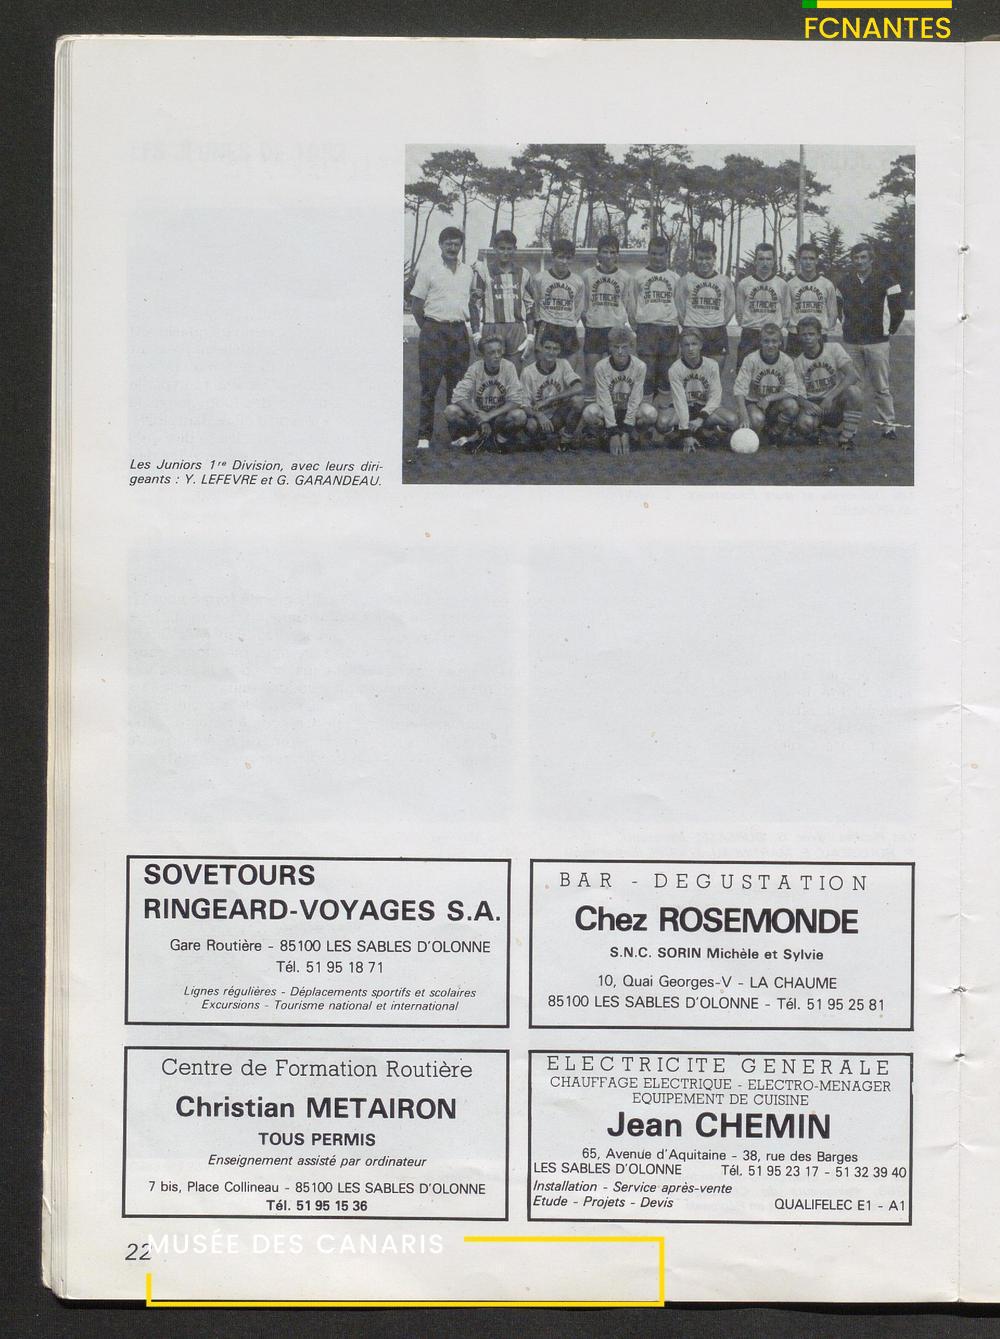 FCNANTES
LUMINAIRES
JG TRICHET
Les Juniors 1re Division, avec leurs diri-
geants : Y. LEFEVRE et G. GARANDEAU.
SOVETOURS
RINGEARD-VOYAGES S.A.
Gare Routière - 85100 LES SABLES D'OLONNE
Tél. 51 95 18 71
Lignes régulières - Déplacements sportifs et scolaires
Excursions - Tourisme national et international
BAR - DEGUSTATION
Chez ROSEMONDE
S.N.C. SORIN Michèle et Sylvie
10, Quai Georges-V - LA CHAUME
85100 LES SABLES D'OLONNE - Tél. 51 95 25 81
Centre de Formation Routière
Christian METAIRON
TOUS PERMIS
Enseignement assisté par ordinateur
7 bis, Place Collineau - 85100 LES SABLES D'OLONNE
Tél. 51 95 15 36
ELECTRICITE GENERALE
CHAUFFAGE ELECTRIQUE - ELECTRO-MENAGER
EQUIPEMENT DE CUISINE
Jean CHEMIN
65, Avenue d'Aquitaine - 38, rue des Barges
LES SABLES D'OLONNE Tél. 51 95 23 17 - 51 32 39 40
Installation - Service après-vente
Etude - Projets - Devis QUALIFELEC E1 - A1
22
MUSÉE DES CANARIS